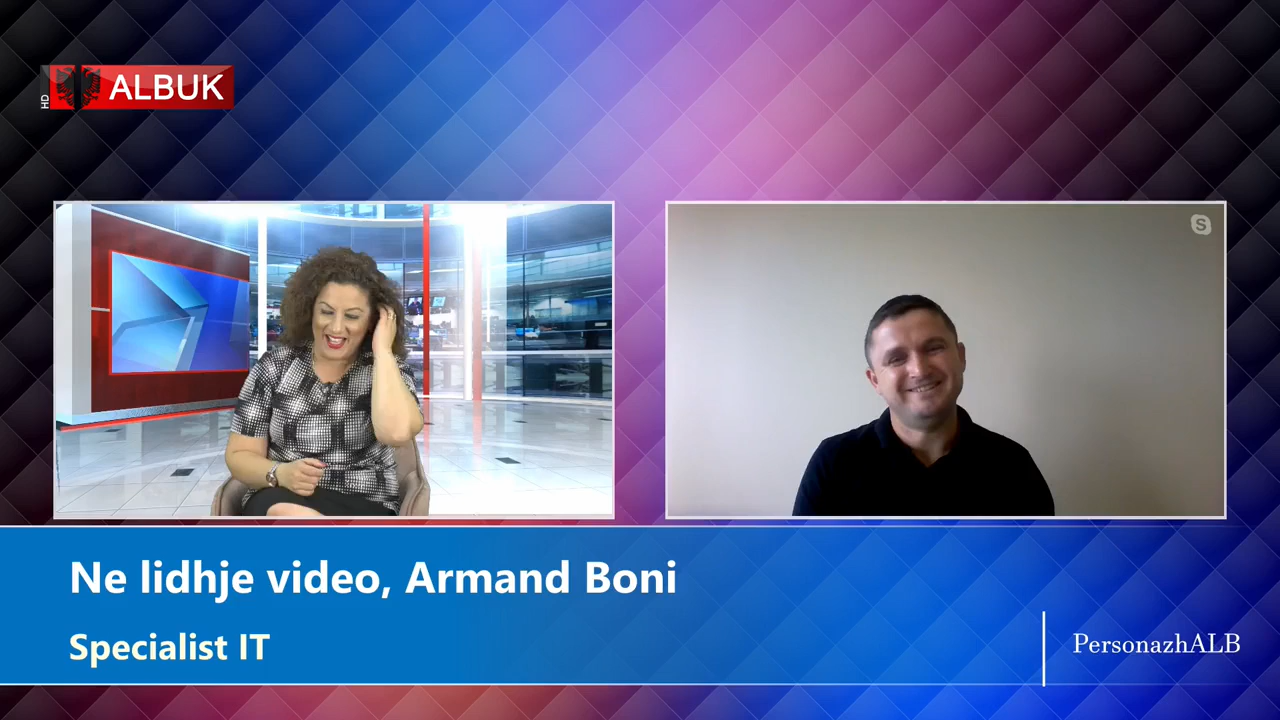 HD
ALBUK
S
Ne lidhje video, Armand Boni
Specialist IT
PersonazhALB